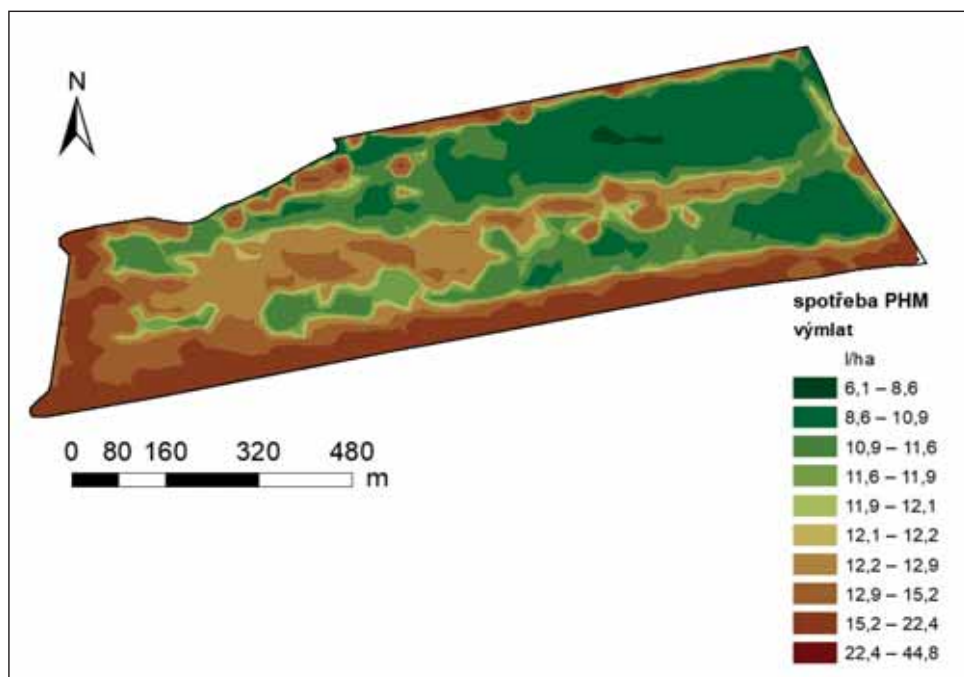 N
0 80 160 320 480
m
spotřeba PHM
výmlat
l/ha
6,1 – 8,6
8,6 – 10,9
10,9 – 11,6
11,6 – 11,9
11,9 – 12,1
12,1 – 12,2
12,2 – 12,9
12,9 – 15,2
15,2 – 22,4
22,4 – 44,8